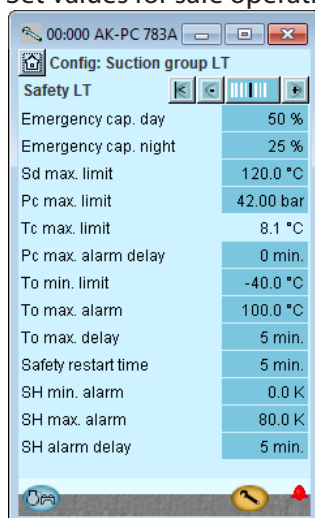 Set values for safe operati
00:000 AK-PC 783A
Config: Suction group LT
Safety LT
Emergency cap. day 50 %
Emergency cap. night 25 %
Sd max. limit 120.0 °C
Pc max. limit 42.00 bar
Tc max. limit 8.1 °C
Pc max. alarm delay 0 min.
To min. limit -40.0 °C
To max. alarm 100.0 °C
To max. delay 5 min.
Safety restart time 5 min.
SH min. alarm 0.0 K
SH max. alarm 80.0 K
SH alarm delay 5 min.